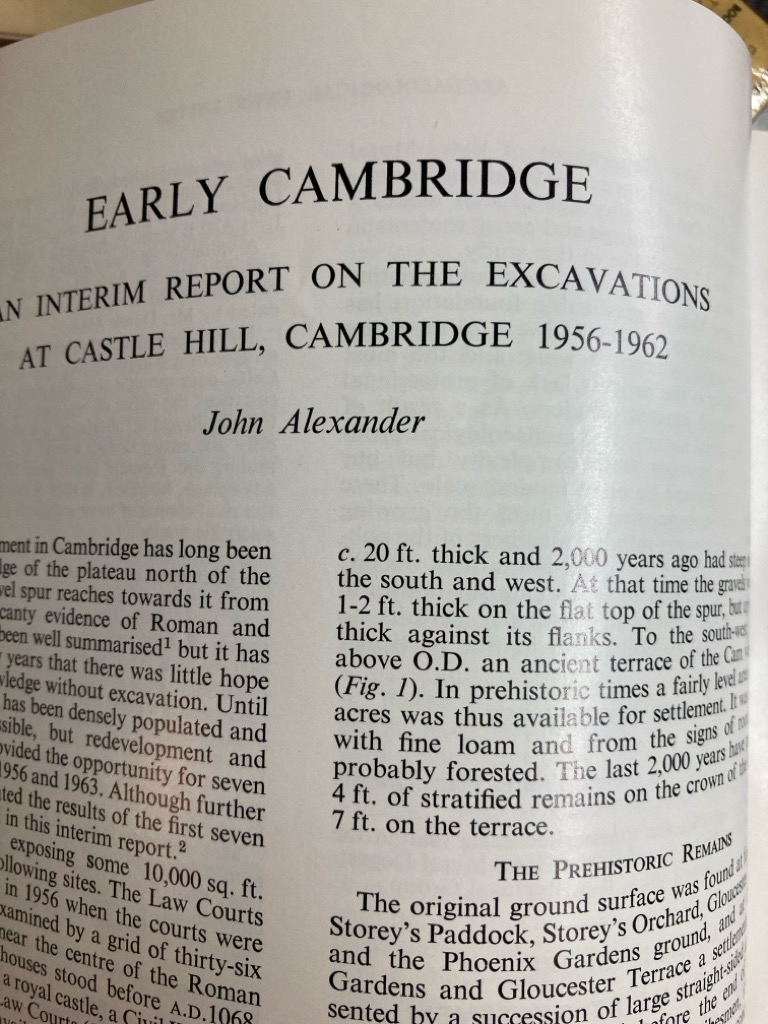 EARLY CAMBRIDGE
AN INTERIM REPORT ON THE EXCAVATIONS
AT CASTLE HILL, CAMBRIDGE 1956-1962
John Alexander
ment in Cambridge has long been
dge of the plateau north of the
vel spur reaches towards it from
canty evidence of Roman and
been well summarised¹ but it has
years that there was little hope
wledge without excavation. Until
has been densely populated and
ssible, but redevelopment and
ovided the opportunity for seven
1956 and 1963. Although further
ted the results of the first seven
in this interim report.²
exposing some 10,000 sq. ft.
ollowing sites. The Law Courts
in 1956 when the courts were
xamined by a grid of thirty-six
near the centre of the Roman
houses stood before A.D.1068
a royal castle, a Civil
aw Courts
c. 20 ft. thick and 2,000 years ago had steep
the south and west. At that time the gravels
1-2 ft. thick on the flat top of the spur, but
thick against its flanks. To the south-west
above O.D. an ancient terrace of the Cam
(Fig. 1). In prehistoric times a fairly level
acres was thus available for settlement. It
with fine loam and from the signs of
probably forested. The last 2,000 years have
4 ft. of stratified remains on the crown of
7 ft. on the terrace.
THE PREHISTORIC REMAINS
The original ground surface was found
Storey's Paddock, Storey's Orchard, Glouces
and the Phoenix Gardens ground, and
Gardens and Gloucester Terrace a settlem
sented by a succession of large straight-sided
before the end of